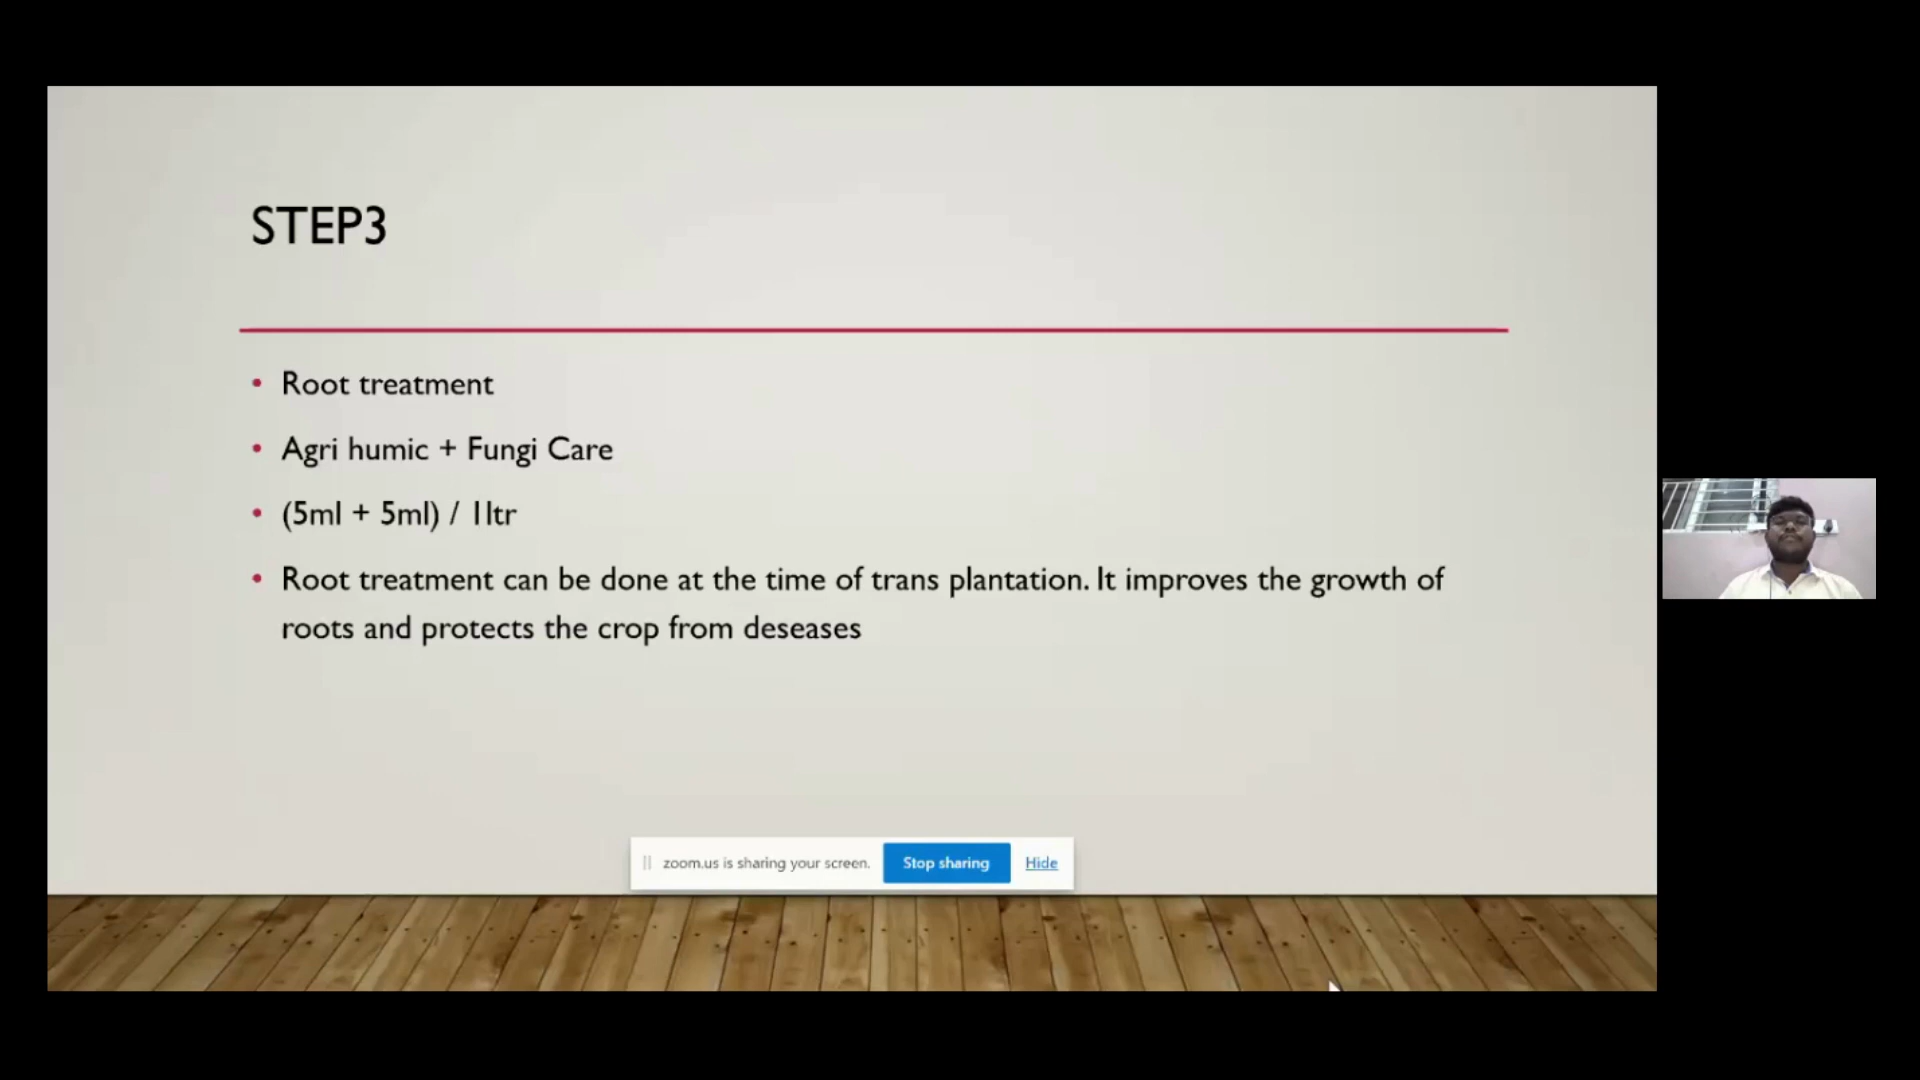 STEP3
• Root treatment
• Agri humic + Fungi Care
• (5ml + 5ml) / 1ltr
• Root treatment can be done at the time of trans plantation. It improves the growth of
roots and protects the crop from deseases
zoom.us is sharing your screen. Stop sharing Hide